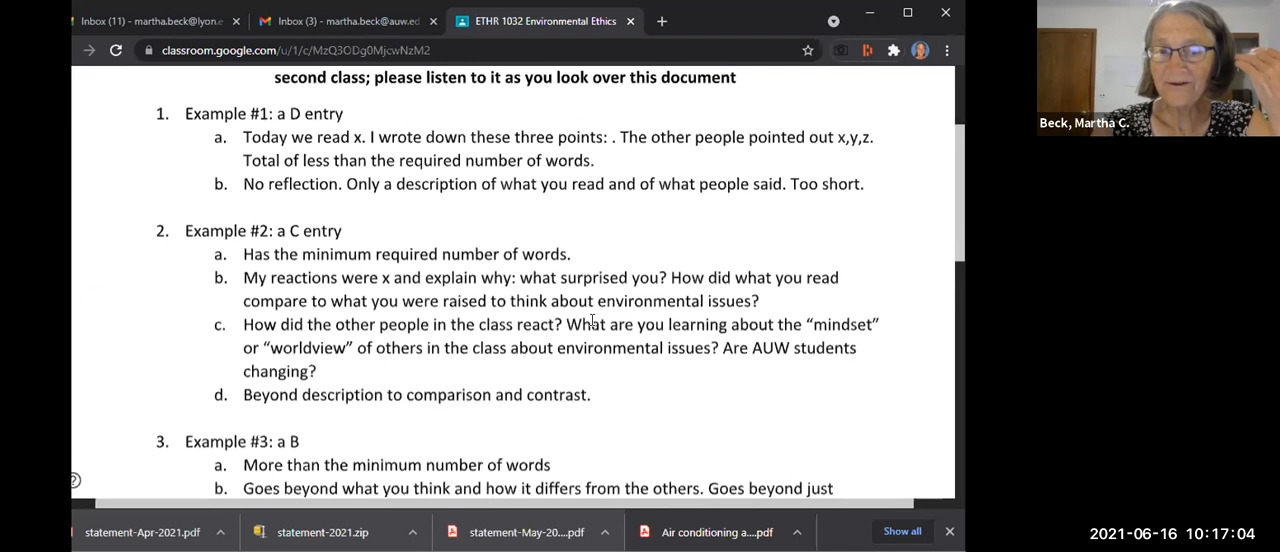 Inbox (11) - martha.beck@lyon.e
Inbox (3) - martha.beck@auw.ed
ETHR 1032 Environmental Ethics
classroom.google.com/u/1/c/MzQ3ODg0MjcwNzM2
second class; please listen to it as you look over this document
1. Example #1: a D entry
a. Today we read x. I wrote down these three points: . The other people pointed out x,y,z.
Total of less than the required number of words.
b. No reflection. Only a description of what you read and of what people said. Too short.
2. Example #2: a C entry
a. Has the minimum required number of words.
b. My reactions were x and explain why: what surprised you? How did what you read
compare to what you were raised to think about environmental issues?
c. How did the other people in the class react? What are you learning about the “mindset”
or “worldview” of others in the class about environmental issues? Are AUW students
changing?
d. Beyond description to comparison and contrast.
3. Example #3: a B
a. More than the minimum number of words
b. Goes beyond what you think and how it differs from the others. Goes beyond just
statement-Apr-2021.pdf
statement-2021.zip
statement-May-20....pdf
Air conditioning a....pdf
Show all
Beck, Martha C.
2021-06-16 10:17:04